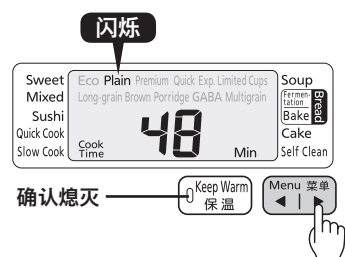 闪烁
Sweet Eco Plain Premium Quick Exp. Limited Cups Soup
Mixed Long-grain Brown Porridge GABA Multigrain Fermen-tation Bread
Sushi Bake
Quick Cook 48 Cake
Slow Cook Cook Time Min Self Clean
确认熄灭 Keep Warm Menu 菜单
保温 ◀ | ▶